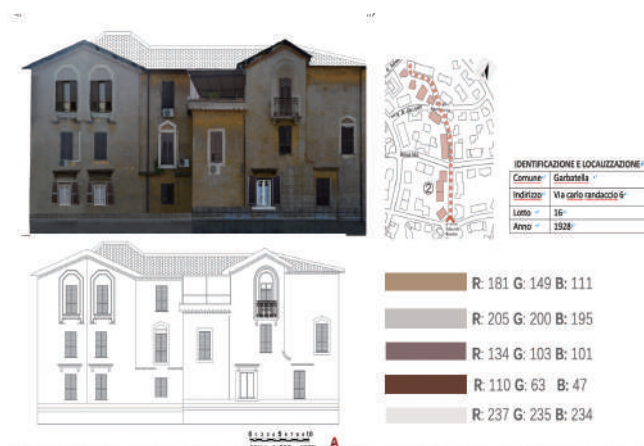 IDENTIFICAZIONE E LOCALIZZAZIONE
Comune Garbatella
Indirizzo Via carlo randaccio 6
Lotto 16
Anno 1928
②
R: 181 G: 149 B: 111
R: 205 G: 200 B: 195
R: 134 G: 103 B: 101
R: 110 G: 63 B: 47
R: 237 G: 235 B: 234
A